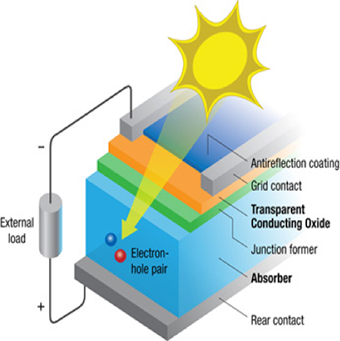 Antireflection coating
Grid contact
Transparent
Conducting Oxide
Junction former
Absorber
Rear contact
Electron-
hole pair
−
External
load
+